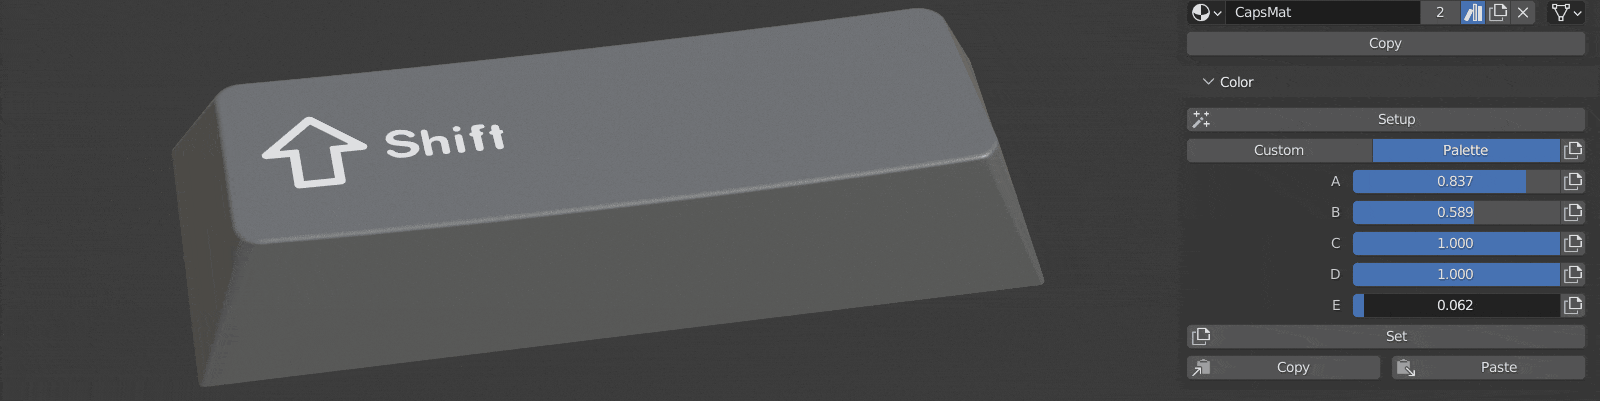 Shift
CapsMat 2
Copy
Color
Setup
Custom Palette
A 0.837
B 0.589
C 1.000
D 1.000
E 0.062
Set
Copy Paste